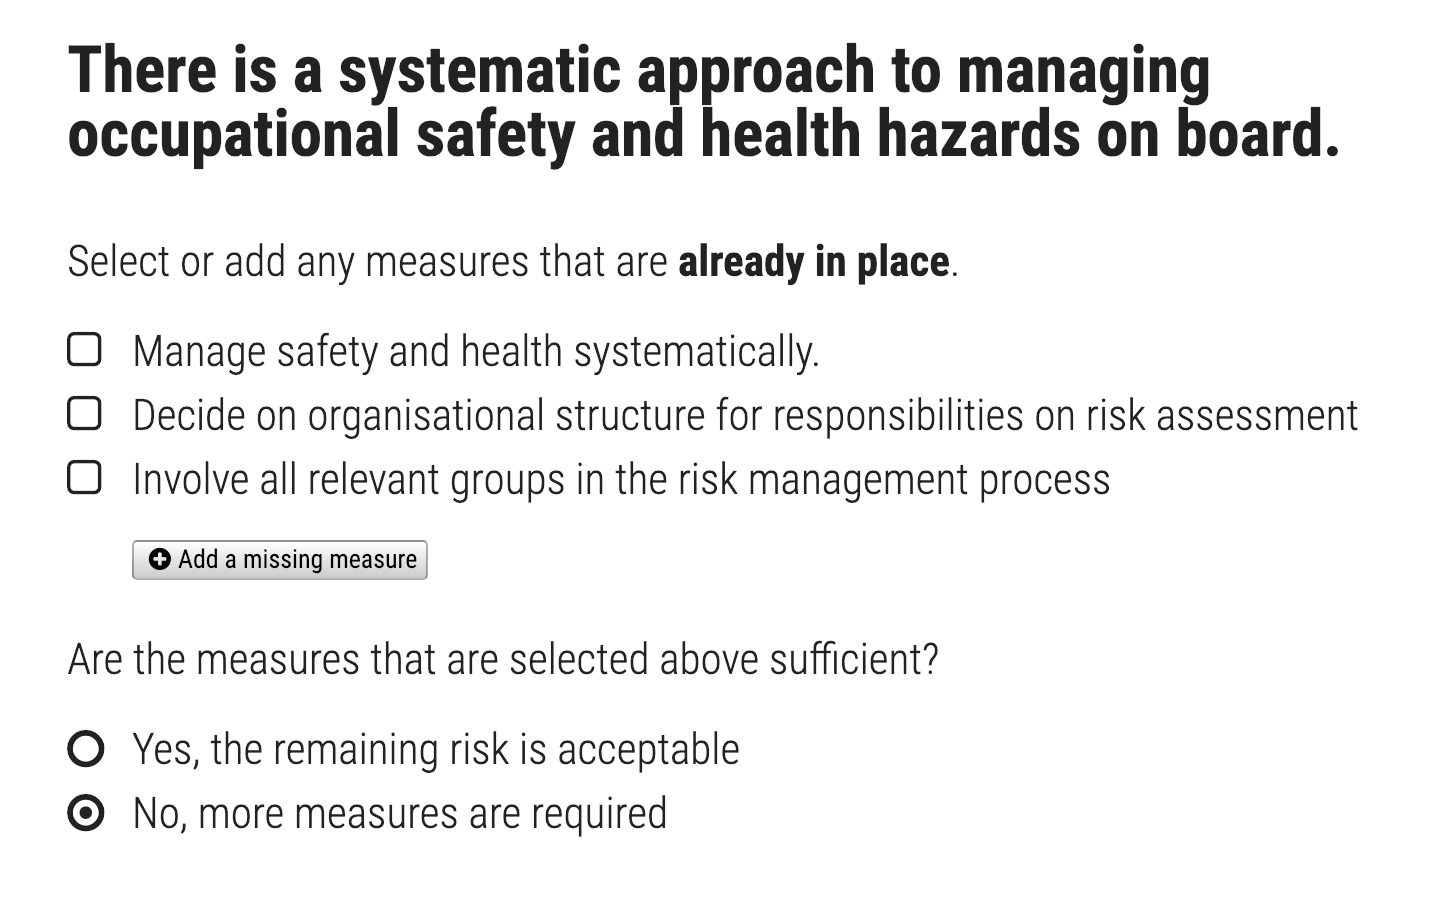 There is a systematic approach to managing
occupational safety and health hazards on board.
Select or add any measures that are already in place.
Manage safety and health systematically.
Decide on organisational structure for responsibilities on risk assessment
Involve all relevant groups in the risk management process
Add a missing measure
Are the measures that are selected above sufficient?
Yes, the remaining risk is acceptable
No, more measures are required